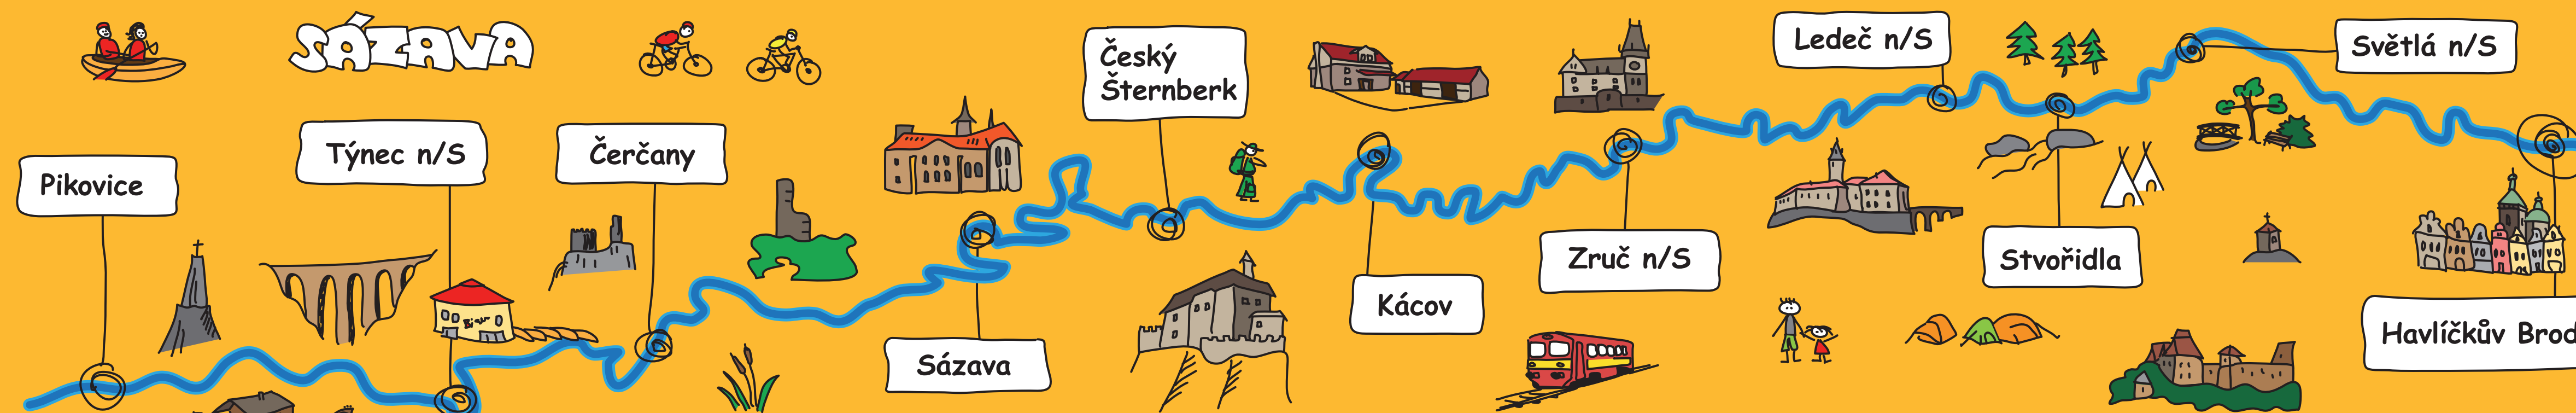 SÁZAVA
Pikovice
Týnec n/S
Čerčany
Sázava
Český
Šternberk
Kácov
Zruč n/S
Ledeč n/S
Stvořidla
Světlá n/S
Havlíčkův Brod